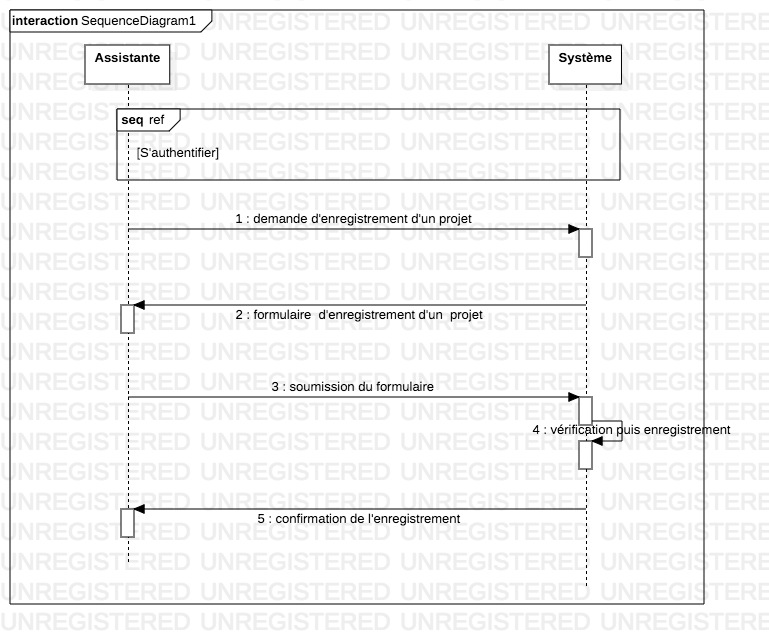 interaction SequenceDiagram1
Assistante
Système
seq ref
[S'authentifier]
1 : demande d'enregistrement d'un projet
2 : formulaire  d'enregistrement d'un  projet
3 : soumission du formulaire
4 : vérification puis enregistrement
5 : confirmation de l'enregistrement
UNREGISTERED